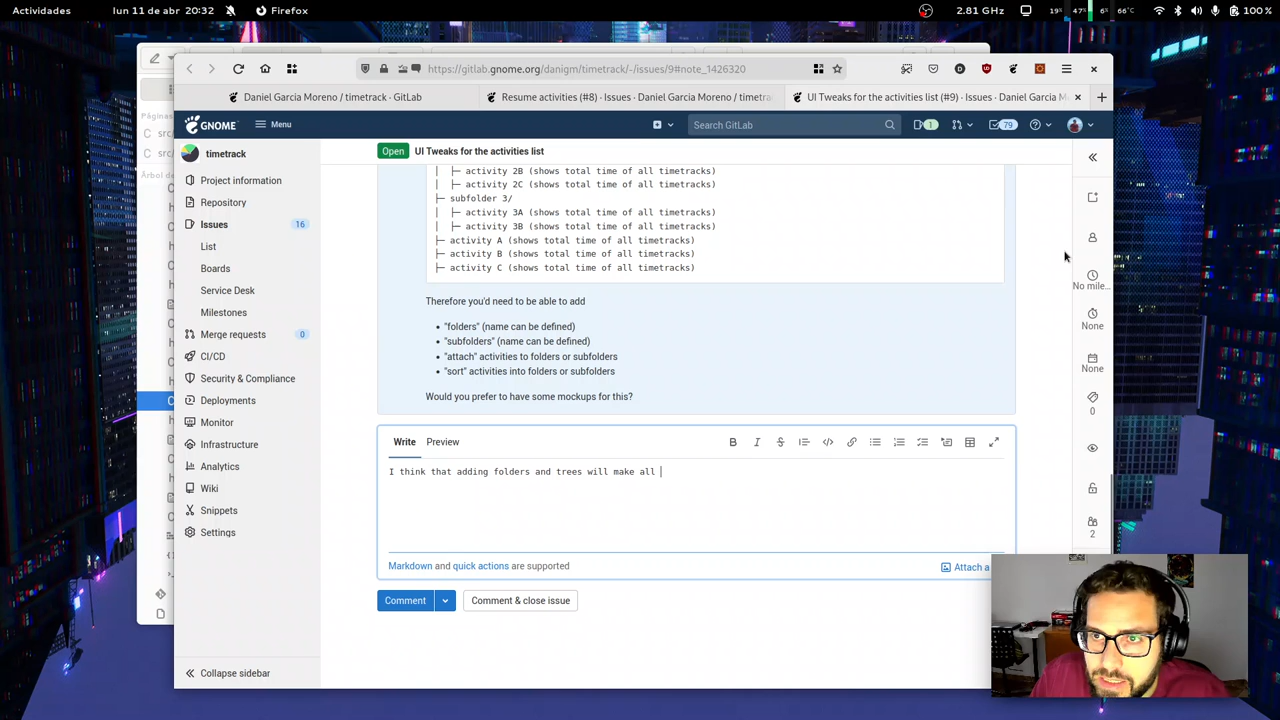 Actividades
lun 11 de abr 20:32
Firefox
2.81 GHz
19%
47%
6%
66°C
100 %
https://gitlab.gnome.org/danigm/timetrack/-/issues/9#note_1426320
Daniel Garcia Moreno / timetrack · GitLab
Resume activities (#8) · Issues · Daniel Garcia Moreno / timetra
UI Tweaks for the activities list (#9) · Issues · Daniel Garcia M
GNOME
Menu
Search GitLab
1
79
timetrack
Project information
Repository
Issues
16
List
Boards
Service Desk
Milestones
Merge requests
0
CI/CD
Security & Compliance
Deployments
Monitor
Infrastructure
Analytics
Wiki
Snippets
Settings
Collapse sidebar
Open UI Tweaks for the activities list
│ ├─ activity 2B (shows total time of all timetracks)
│ ├─ activity 2C (shows total time of all timetracks)
├─ subfolder 3/
│ ├─ activity 3A (shows total time of all timetracks)
│ ├─ activity 3B (shows total time of all timetracks)
├─ activity A (shows total time of all timetracks)
├─ activity B (shows total time of all timetracks)
├─ activity C (shows total time of all timetracks)
Therefore you'd need to be able to add
• "folders" (name can be defined)
• "subfolders" (name can be defined)
• "attach" activities to folders or subfolders
• "sort" activities into folders or subfolders
Would you prefer to have some mockups for this?
Write
Preview
I think that adding folders and trees will make all
Markdown and quick actions are supported
Attach a
Comment
Comment & close issue
No mile...
None
None
0
2